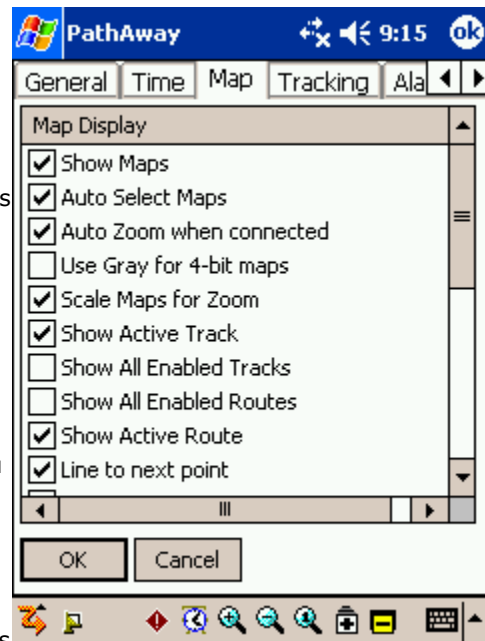 PathAway 9:15 ok
General Time Map Tracking Ala
Map Display
Show Maps
Auto Select Maps
Auto Zoom when connected
Use Gray for 4-bit maps
Scale Maps for Zoom
Show Active Track
Show All Enabled Tracks
Show All Enabled Routes
Show Active Route
Line to next point
OK Cancel